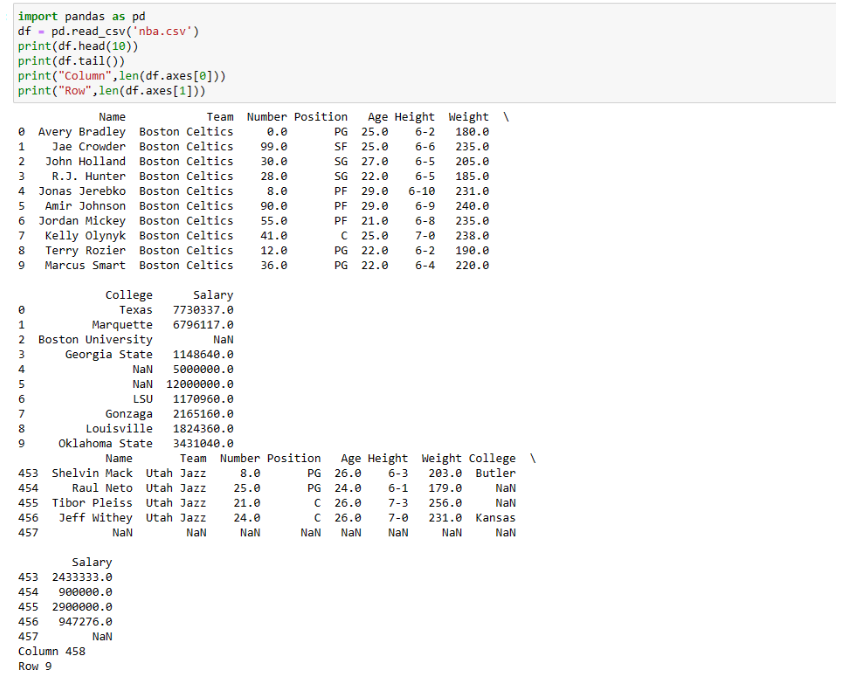 import pandas as pd
df = pd.read_csv('nba.csv')
print(df.head(10))
print(df.tail())
print("Column",len(df.axes[0]))
print("Row",len(df.axes[1]))
Name Team Number Position Age Height Weight \
0 Avery Bradley Boston Celtics 0.0 PG 25.0 6-2 180.0
1 Jae Crowder Boston Celtics 99.0 SF 25.0 6-6 235.0
2 John Holland Boston Celtics 30.0 SG 27.0 6-5 205.0
3 R.J. Hunter Boston Celtics 28.0 SG 22.0 6-5 185.0
4 Jonas Jerebko Boston Celtics 8.0 PF 29.0 6-10 231.0
5 Amir Johnson Boston Celtics 90.0 PF 29.0 6-9 240.0
6 Jordan Mickey Boston Celtics 55.0 PF 21.0 6-8 235.0
7 Kelly Olynyk Boston Celtics 41.0 C 25.0 7-0 238.0
8 Terry Rozier Boston Celtics 12.0 PG 22.0 6-2 190.0
9 Marcus Smart Boston Celtics 36.0 PG 22.0 6-4 220.0
College Salary
0 Texas 7730337.0
1 Marquette 6796117.0
2 Boston University NaN
3 Georgia State 1148640.0
4 NaN 5000000.0
5 NaN 12000000.0
6 LSU 1170960.0
7 Gonzaga 2165160.0
8 Louisville 1824360.0
9 Oklahoma State 3431040.0
Name Team Number Position Age Height Weight College \
453 Shelvin Mack Utah Jazz 8.0 PG 26.0 6-3 203.0 Butler
454 Raul Neto Utah Jazz 25.0 PG 24.0 6-1 179.0 NaN
455 Tibor Pleiss Utah Jazz 21.0 C 26.0 7-3 256.0 NaN
456 Jeff Withey Utah Jazz 24.0 C 26.0 7-0 231.0 Kansas
457 NaN NaN NaN NaN NaN NaN NaN NaN
Salary
453 2433333.0
454 900000.0
455 2900000.0
456 947276.0
457 NaN
Column 458
Row 9